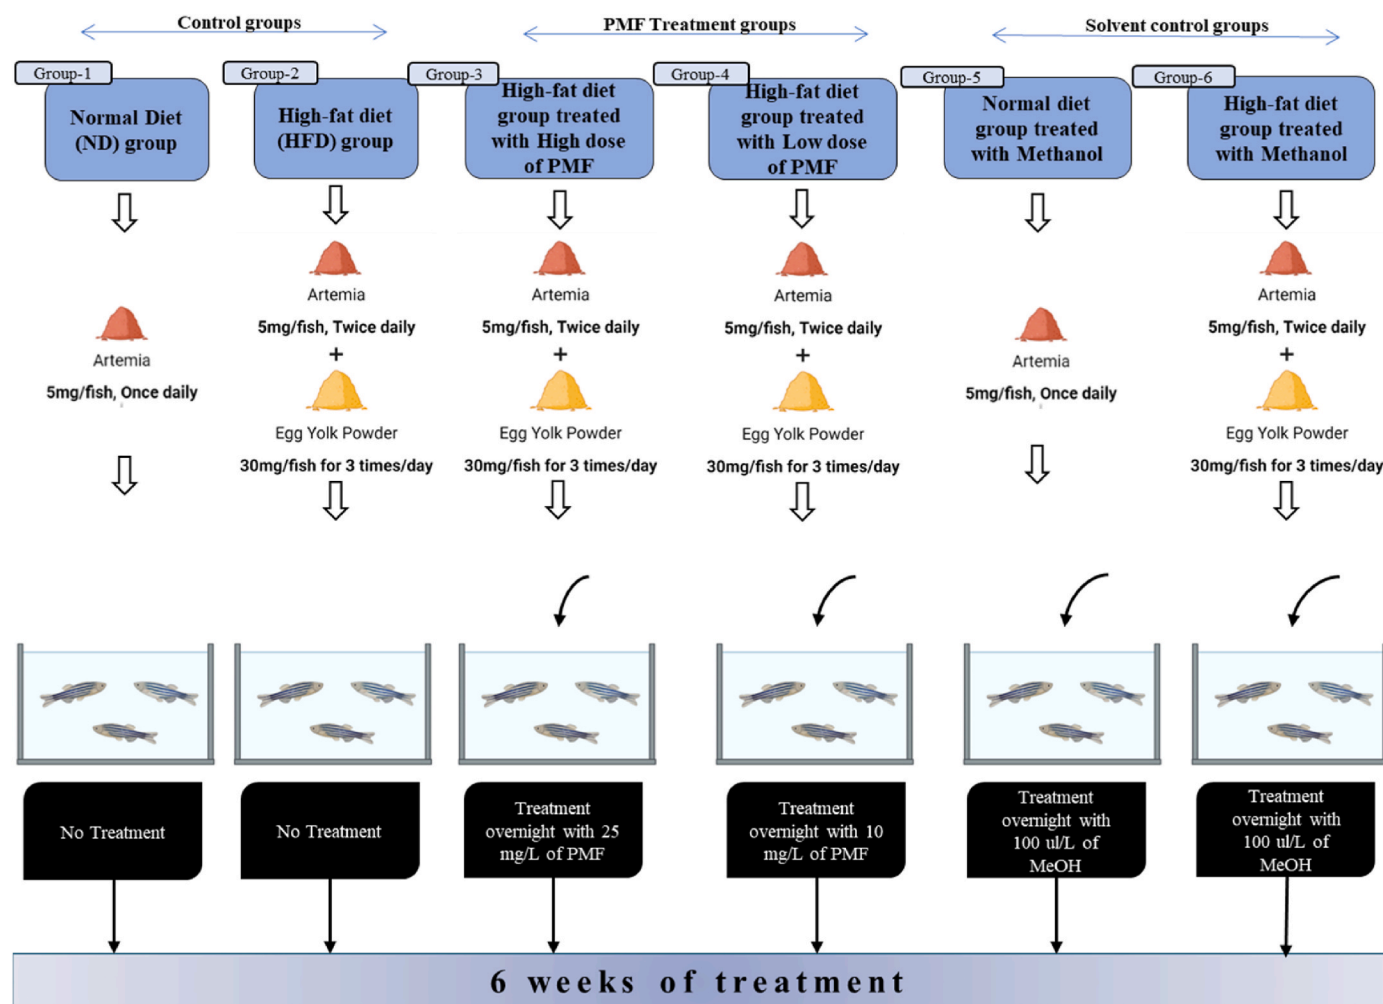 Control groups
PMF Treatment groups
Solvent control groups
Group-1
Normal Diet
(ND) group
Group-2
High-fat diet
(HFD) group
Group-3
High-fat diet
group treated
with High dose
of PMF
Group-4
High-fat diet
group treated
with Low dose
of PMF
Group-5
Normal diet
group treated
with Methanol
Group-6
High-fat diet
group treated
with Methanol
Artemia
5mg/fish, Once daily
Artemia
5mg/fish, Twice daily
+
Egg Yolk Powder
30mg/fish for 3 times/day
Artemia
5mg/fish, Twice daily
+
Egg Yolk Powder
30mg/fish for 3 times/day
Artemia
5mg/fish, Twice daily
+
Egg Yolk Powder
30mg/fish for 3 times/day
Artemia
5mg/fish, Once daily
Artemia
5mg/fish, Twice daily
+
Egg Yolk Powder
30mg/fish for 3 times/day
No Treatment
No Treatment
Treatment
overnight with 25
mg/L of PMF
Treatment
overnight with 10
mg/L of PMF
Treatment
overnight with
100 ul/L of
MeOH
Treatment
overnight with
100 ul/L of
MeOH
6 weeks of treatment